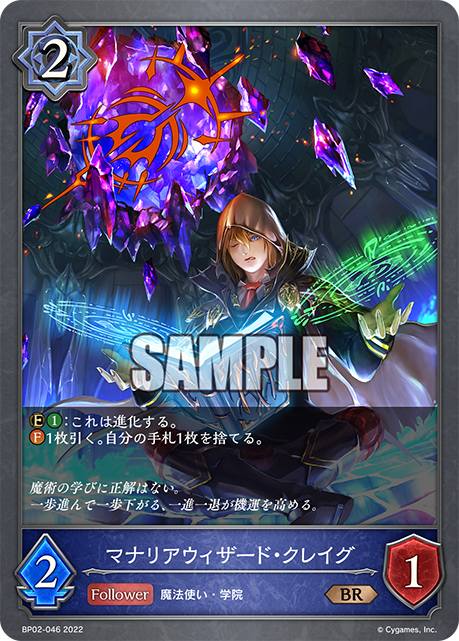 2
SAMPLE
E 1:これは進化する。
F 1枚引く。自分の手札1枚を捨てる。
魔術の学びに正解はない。
一歩進んで一歩下がる、一進一退が機運を高める。
マナリアウィザード・クレイグ
2
Follower 魔法使い・学院 BR
1
BP02-046 2022 © Cygames, Inc.